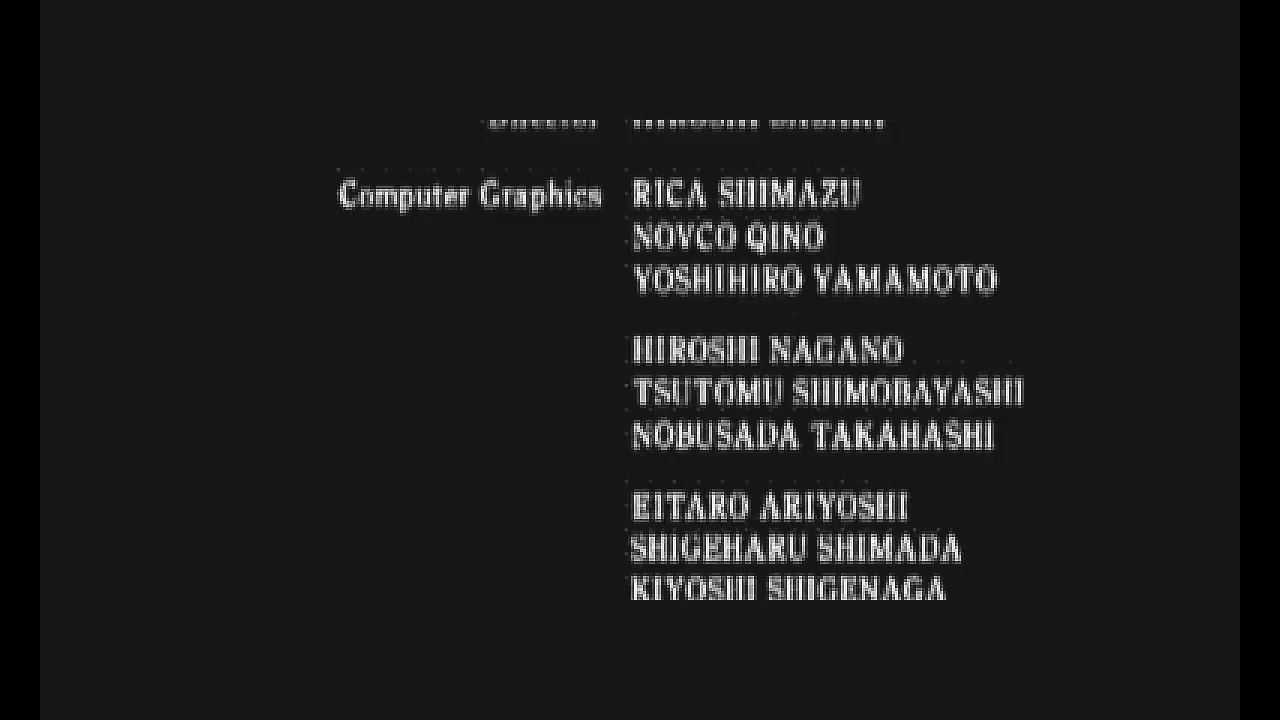 Computer Graphics RICA SHIMAZU
NOVCO QINO
YOSHIHIRO YAMAMOTO
HIROSHI NAGANO
TSUTOMU SHIMOBAYASHI
NOBUSADA TAKAHASHI
EITARO ARIYOSHI
SHIGEHARU SHIMADA
KIYOSHI SHIGENAGA